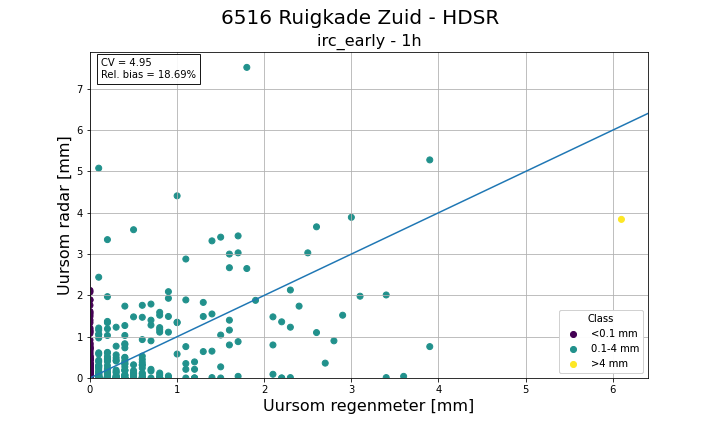 6516 Ruigkade Zuid - HDSR
irc_early - 1h
CV = 4.95
Rel. bias = 18.69%
Uursom radar [mm]
7
6
5
4
3
2
1
0
0 1 2 3 4 5 6
Uursom regenmeter [mm]
Class
<0.1 mm
0.1-4 mm
>4 mm